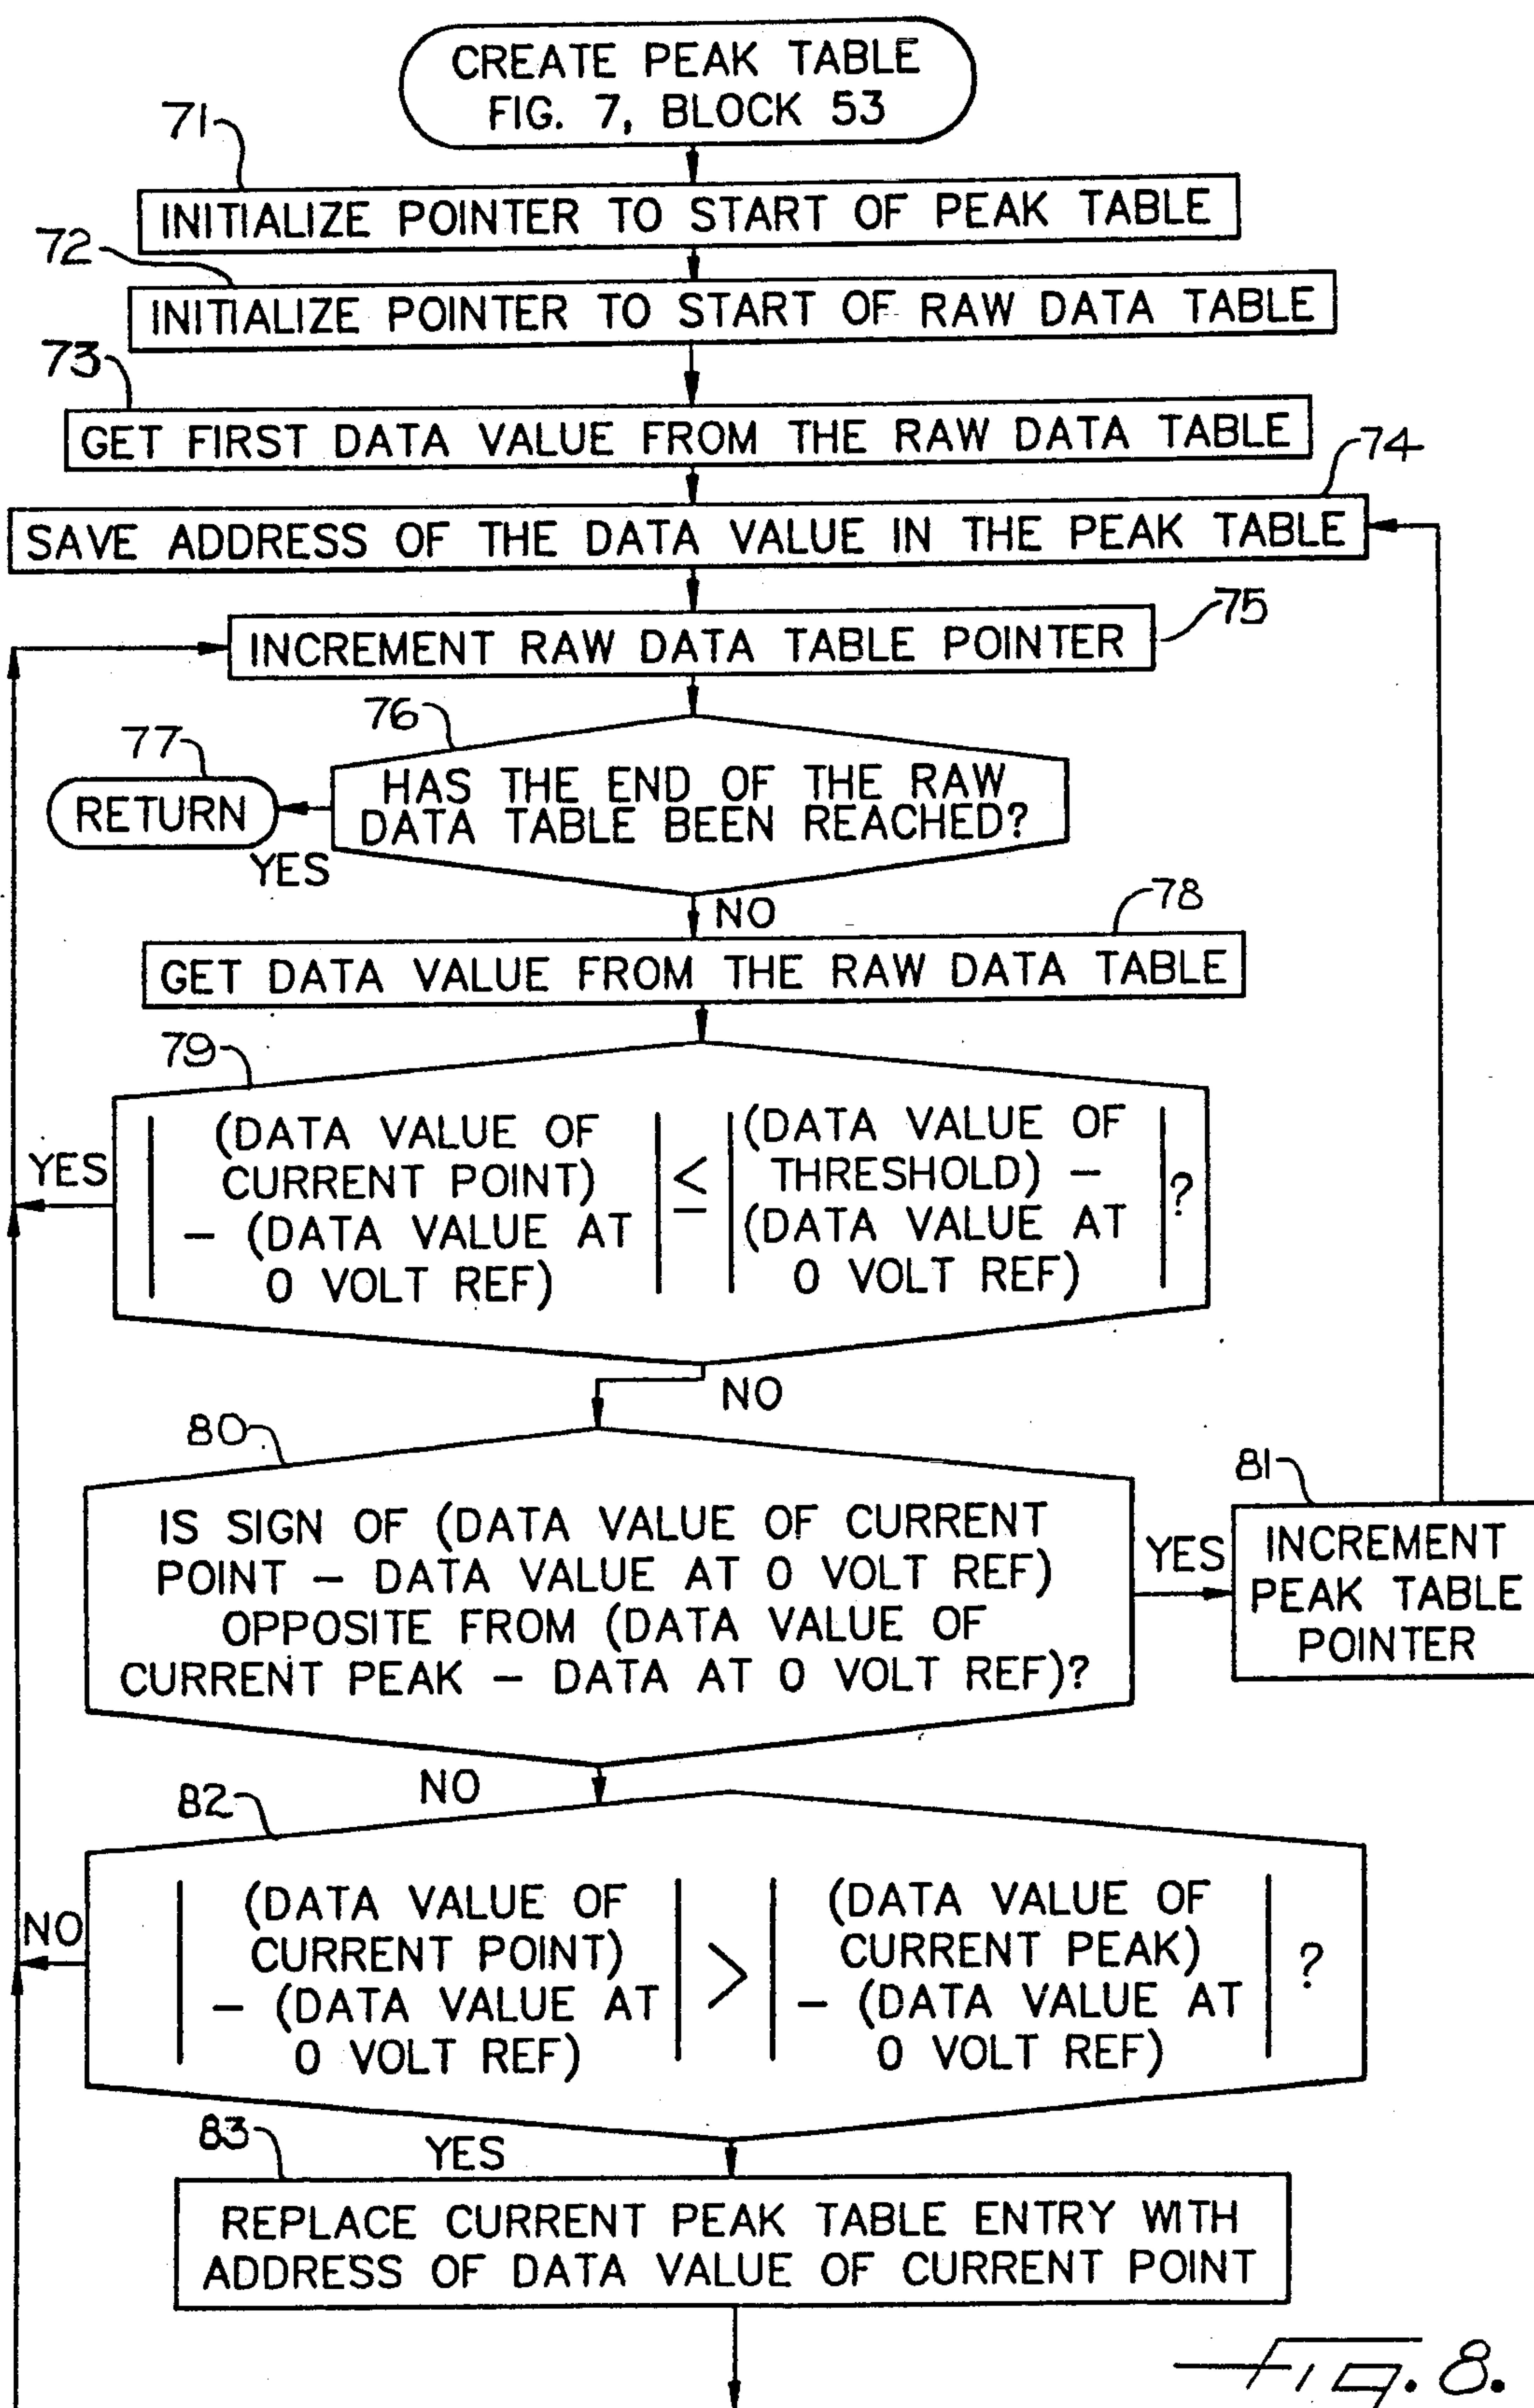 CREATE PEAK TABLE
FIG. 7, BLOCK 53
71
INITIALIZE POINTER TO START OF PEAK TABLE
72
INITIALIZE POINTER TO START OF RAW DATA TABLE
73
GET FIRST DATA VALUE FROM THE RAW DATA TABLE
74
SAVE ADDRESS OF THE DATA VALUE IN THE PEAK TABLE
75
INCREMENT RAW DATA TABLE POINTER
76
HAS THE END OF THE RAW
DATA TABLE BEEN REACHED?
77
RETURN
YES
NO
78
GET DATA VALUE FROM THE RAW DATA TABLE
79
| (DATA VALUE OF
CURRENT POINT)
– (DATA VALUE AT
0 VOLT REF) |
≤
| (DATA VALUE OF
THRESHOLD) –
(DATA VALUE AT
0 VOLT REF) | ?
YES
NO
80
IS SIGN OF (DATA VALUE OF CURRENT
POINT – DATA VALUE AT 0 VOLT REF)
OPPOSITE FROM (DATA VALUE OF
CURRENT PEAK – DATA AT 0 VOLT REF)?
YES
81
INCREMENT
PEAK TABLE
POINTER
NO
82
| (DATA VALUE OF
CURRENT POINT)
– (DATA VALUE AT
0 VOLT REF) |
>
| (DATA VALUE OF
CURRENT PEAK)
– (DATA VALUE AT
0 VOLT REF) | ?
NO
YES
83
REPLACE CURRENT PEAK TABLE ENTRY WITH
ADDRESS OF DATA VALUE OF CURRENT POINT
Fig. 8.